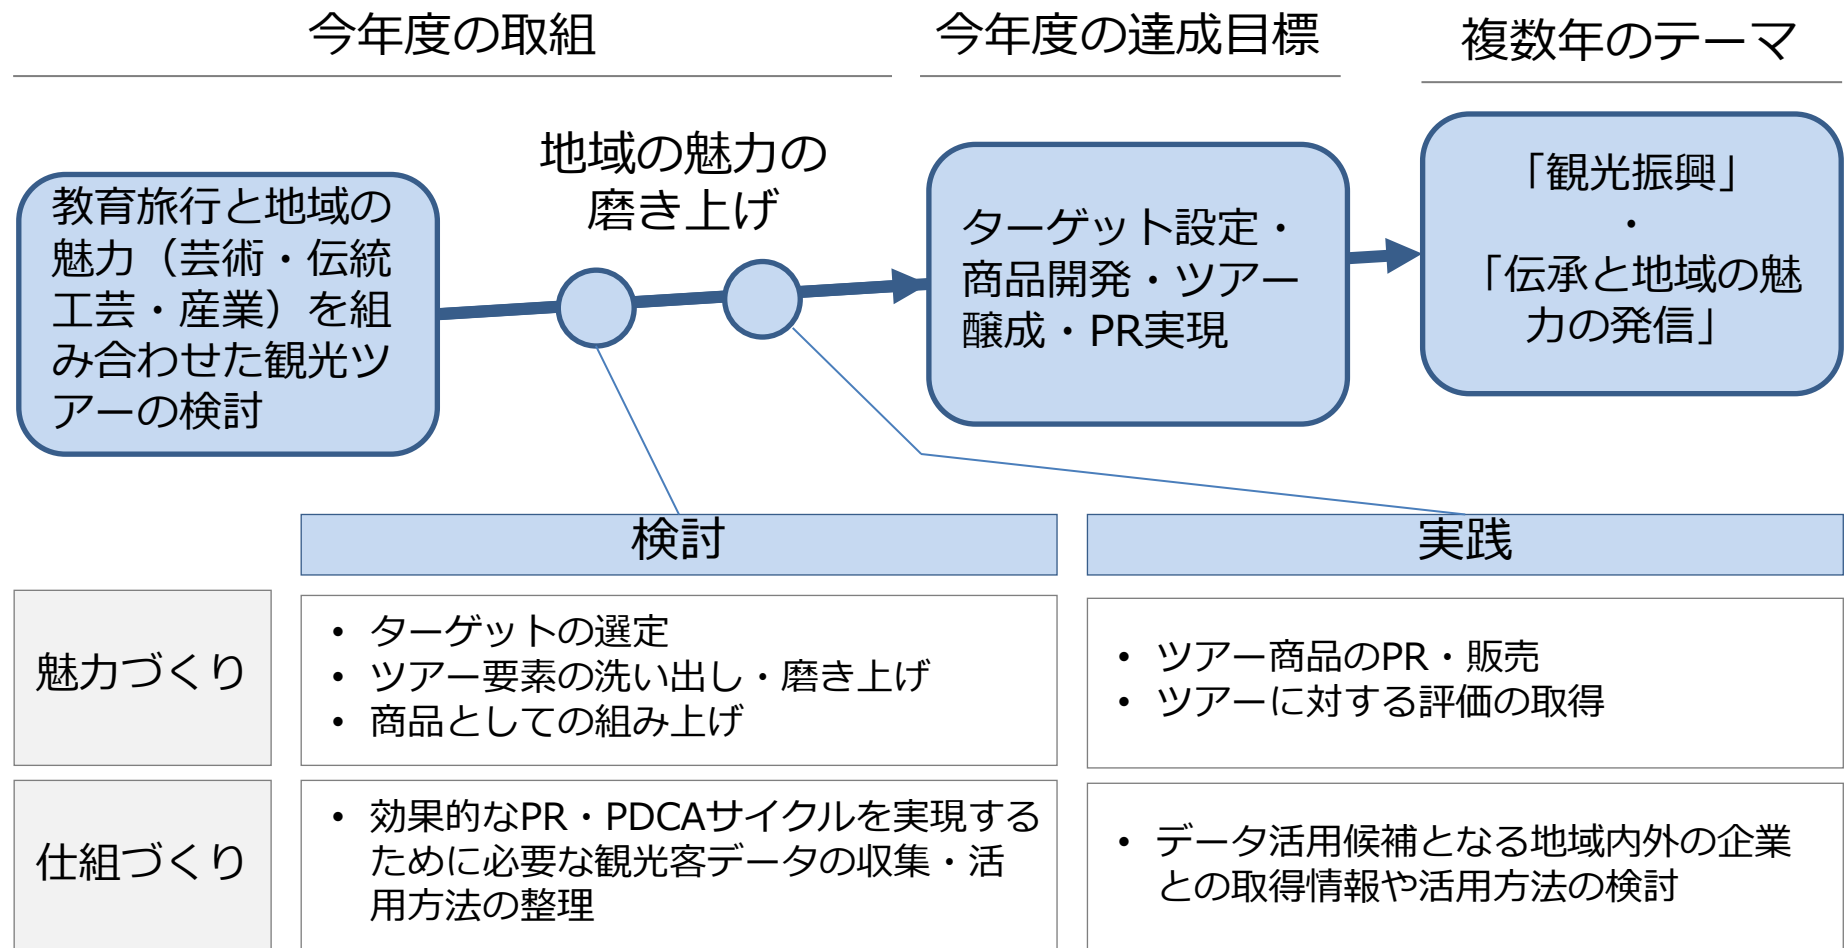 今年度の取組
今年度の達成目標
複数年のテーマ
教育旅行と地域の
魅力（芸術・伝統
工芸・産業）を組
み合わせた観光ツ
アーの検討
地域の魅力の
磨き上げ
ターゲット設定・
商品開発・ツアー
醸成・PR実現
「観光振興」
・
「伝承と地域の魅
力の発信」
検討
実践
魅力づくり
• ターゲットの選定
• ツアー要素の洗い出し・磨き上げ
• 商品としての組み上げ
• ツアー商品のPR・販売
• ツアーに対する評価の取得
仕組づくり
• 効果的なPR・PDCAサイクルを実現する
ために必要な観光客データの収集・活
用方法の整理
• データ活用候補となる地域内外の企業
との取得情報や活用方法の検討